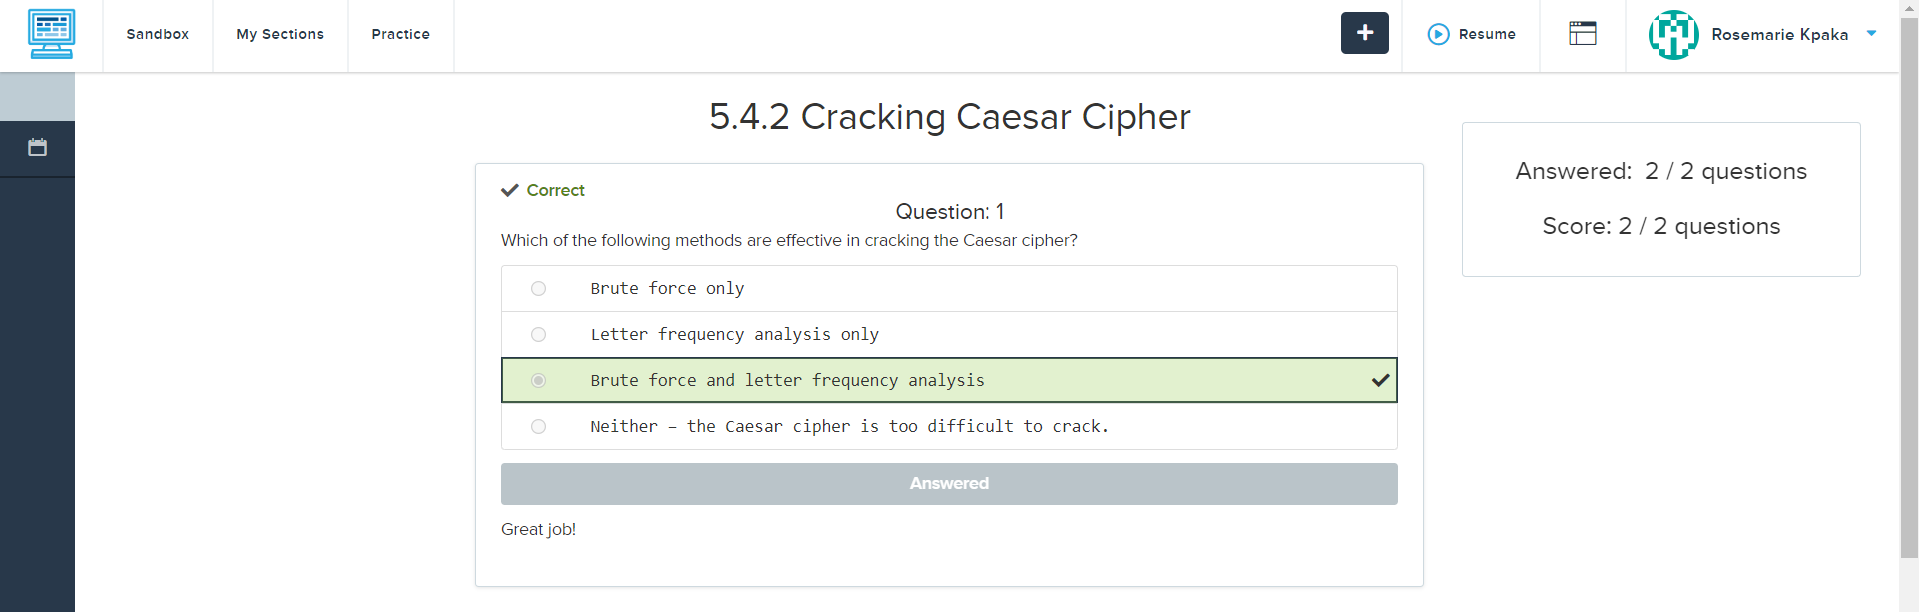 Sandbox
My Sections
Practice
Resume
Rosemarie Kpaka
5.4.2 Cracking Caesar Cipher
Answered: 2 / 2 questions
Score: 2 / 2 questions
Correct
Question: 1
Which of the following methods are effective in cracking the Caesar cipher?
Brute force only
Letter frequency analysis only
Brute force and letter frequency analysis
Neither – the Caesar cipher is too difficult to crack.
Answered
Great job!